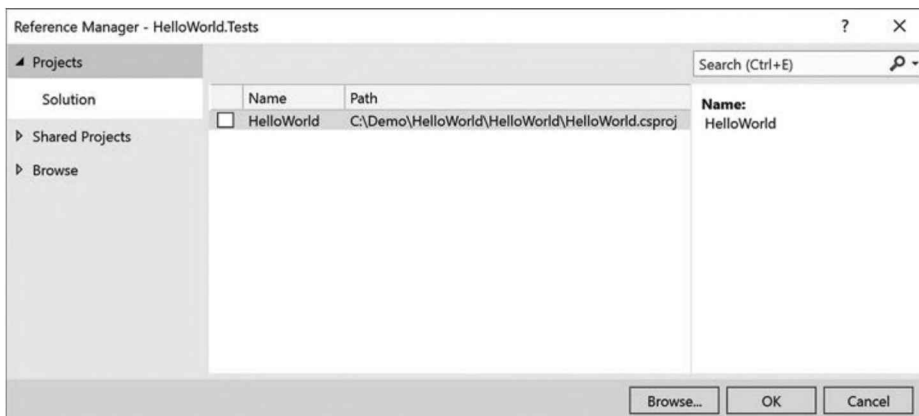 Reference Manager - HelloWorld.Tests ? ×
Projects
Search (Ctrl+E)
Solution
Name Path
HelloWorld C:\Demo\HelloWorld\HelloWorld\HelloWorld.csproj
Name:
HelloWorld
Shared Projects
Browse
Browse... OK Cancel